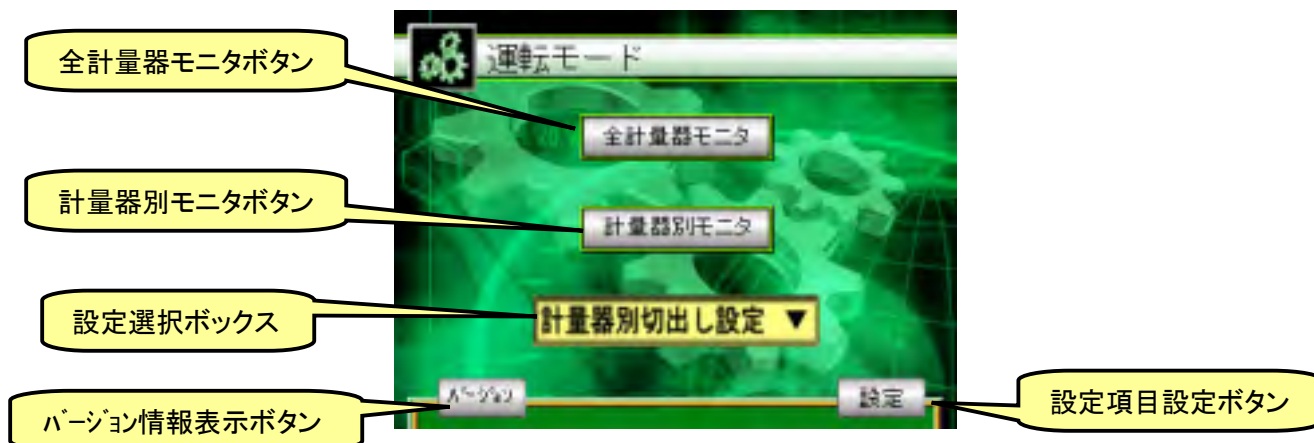 運転モード
全計量器モニタボタン
全計量器モニタ
計量器別モニタボタン
計量器別モニタ
設定選択ボックス
計量器別切出し設定 ▼
ﾊﾞｰｼﾞｮﾝ
設定
ﾊﾞｰｼﾞｮﾝ情報表示ボタン
設定項目設定ボタン